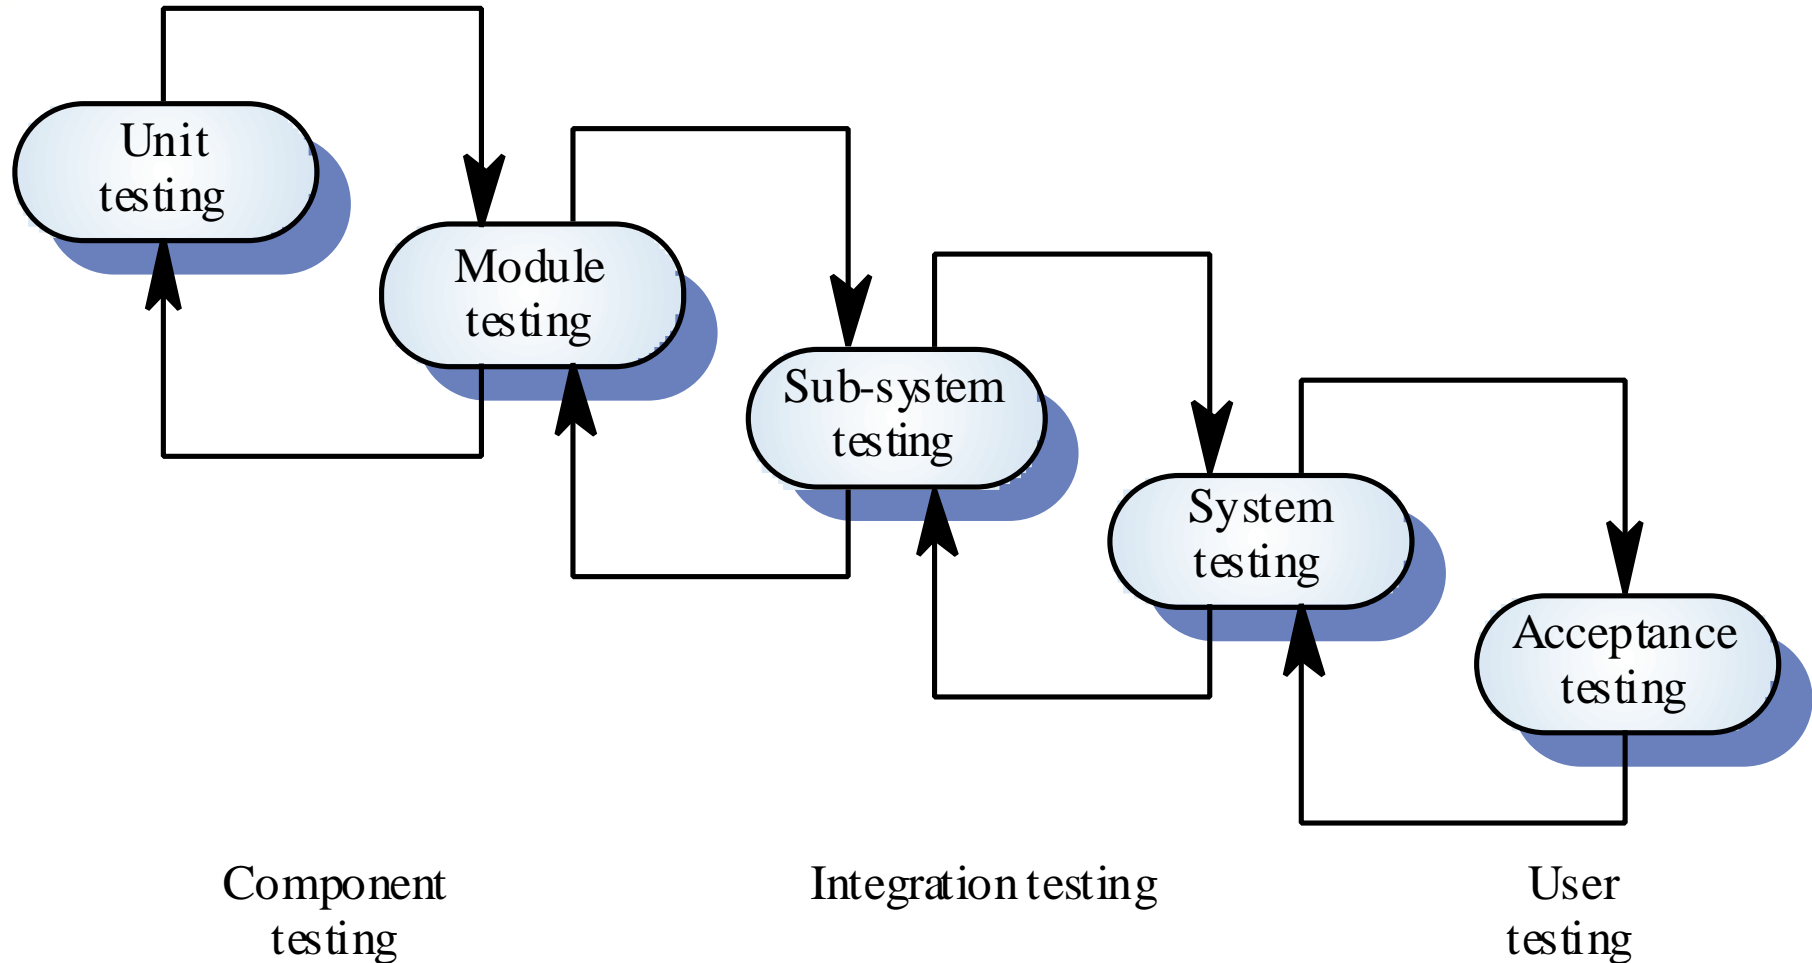 Unit
testing
Module
testing
Sub-system
testing
System
testing
Acceptance
testing
Component
testing
Integration testing
User
testing